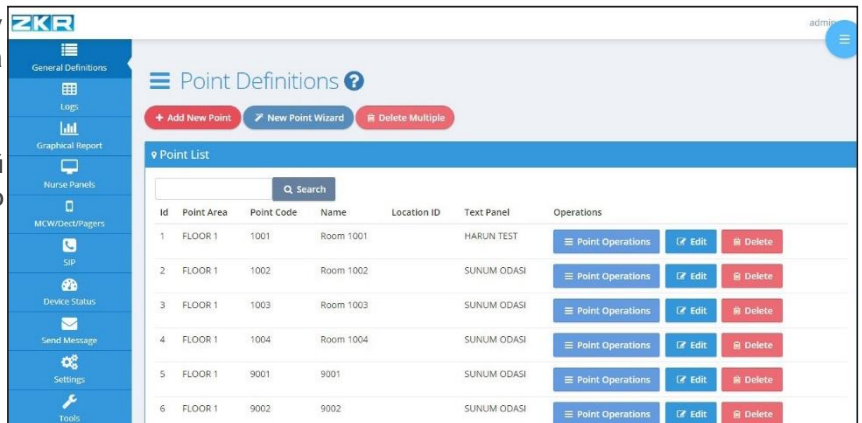 ZKR
admin
General Definitions
Logs
Graphical Report
Nurse Panels
MCW/Dect/Pagers
SIP
Device Status
Send Message
Settings
Tools
Point Definitions ?
+ Add New Point New Point Wizard Delete Multiple
Point List
Search
Id Point Area Point Code Name Location ID Text Panel Operations
1 FLOOR 1 1001 Room 1001 HARUN TEST Point Operations Edit Delete
2 FLOOR 1 1002 Room 1002 SUNUM ODASI Point Operations Edit Delete
3 FLOOR 1 1003 Room 1003 SUNUM ODASI Point Operations Edit Delete
4 FLOOR 1 1004 Room 1004 SUNUM ODASI Point Operations Edit Delete
5 FLOOR 1 9001 9001 SUNUM ODASI Point Operations Edit Delete
6 FLOOR 1 9002 9002 SUNUM ODASI Point Operations Edit Delete